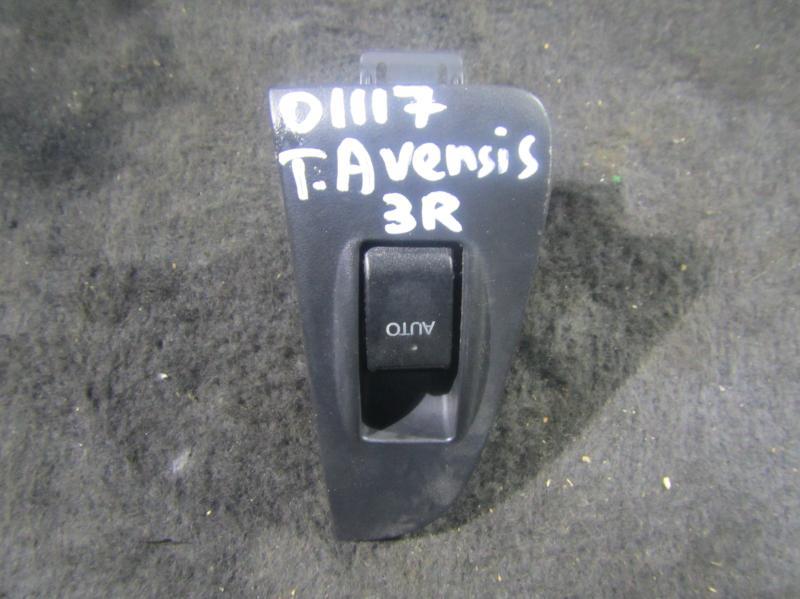 01117
T.Avensis
3R
AUTO